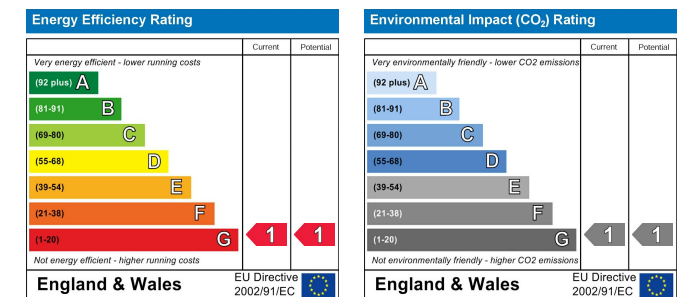 Energy Efficiency Rating
Current Potential
Very energy efficient - lower running costs
(92 plus) A
(81-91) B
(69-80) C
(55-68) D
(39-54) E
(21-38) F
(1-20) G 1 1
Not energy efficient - higher running costs
England & Wales
EU Directive
2002/91/EC
Environmental Impact (CO2) Rating
Current Potential
Very environmentally friendly - lower CO2 emissions
(92 plus) A
(81-91) B
(69-80) C
(55-68) D
(39-54) E
(21-38) F
(1-20) G 1 1
Not environmentally friendly - higher CO2 emissions
England & Wales
EU Directive
2002/91/EC